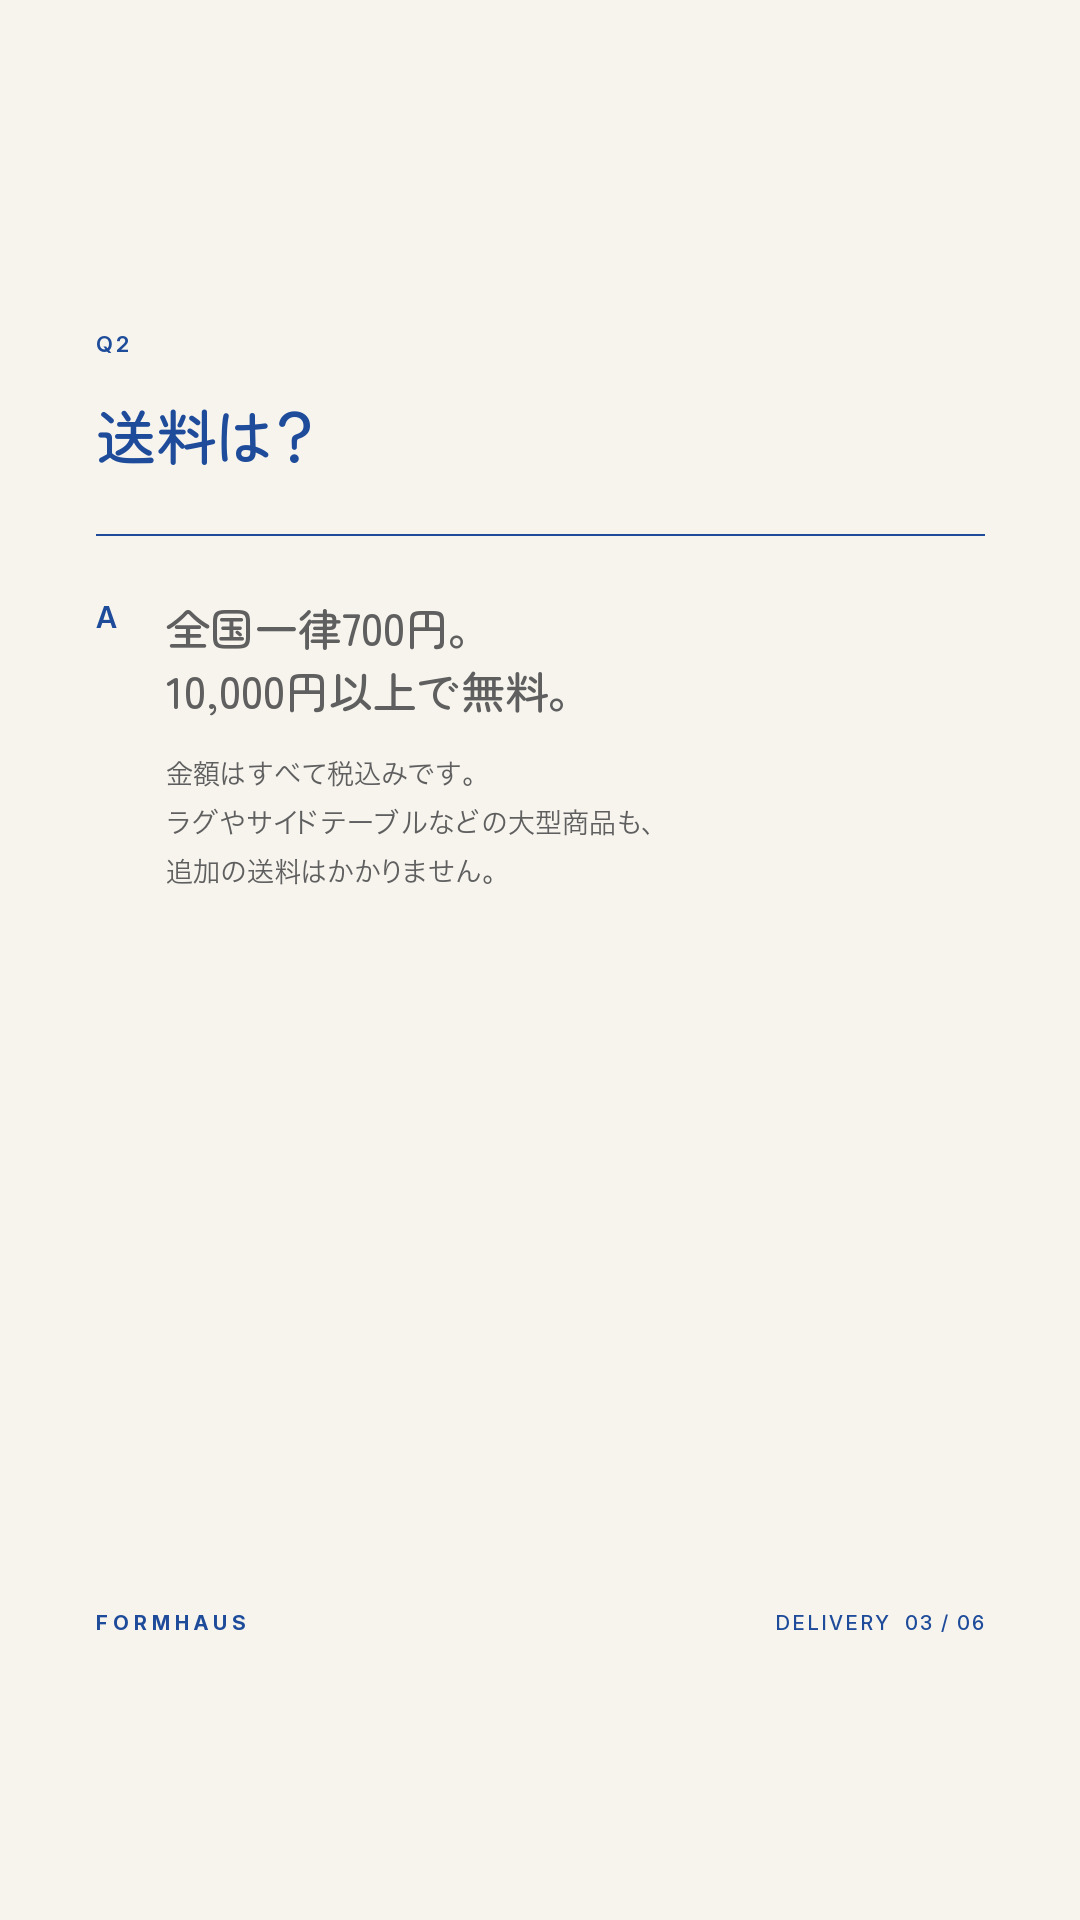 Q2
送料は？
A
全国一律700円。
10,000円以上で無料。
金額はすべて税込みです。
ラグやサイドテーブルなどの大型商品も、
追加の送料はかかりません。
FORMHAUS
DELIVERY 03 / 06